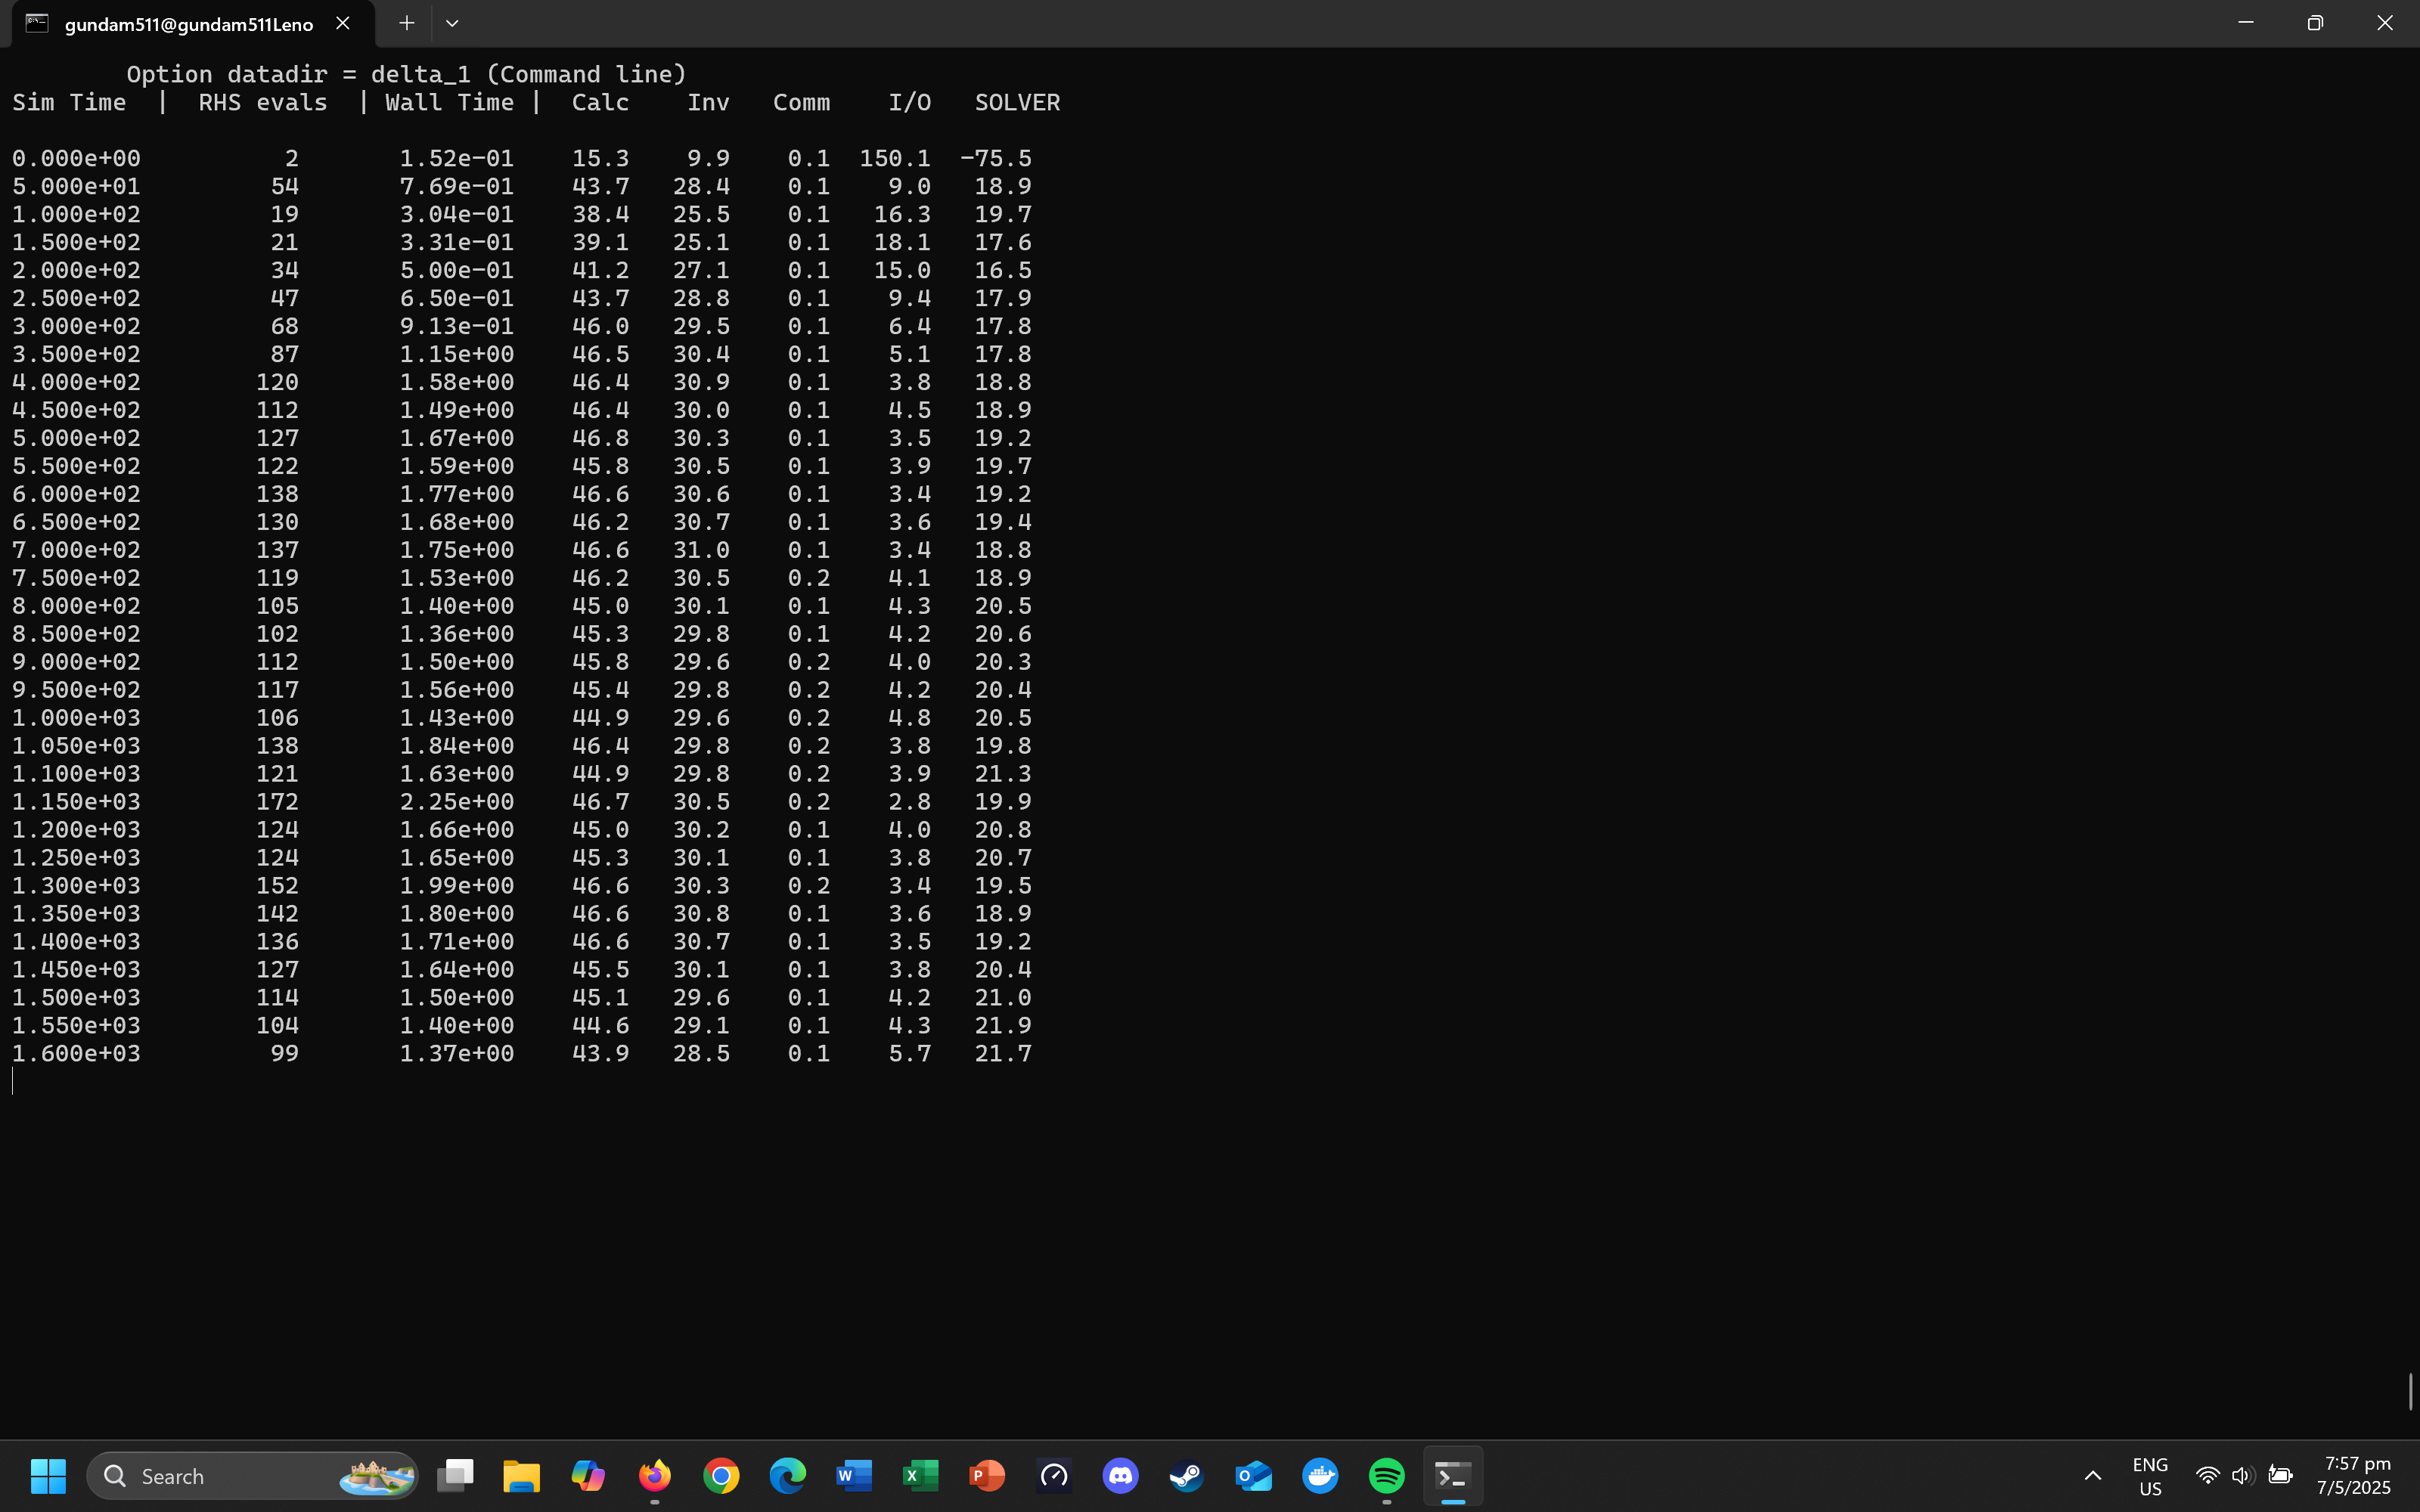 gundam511@gundam511Leno
Option datadir = delta_1 (Command line)
Sim Time | RHS evals | Wall Time | Calc Inv Comm I/O SOLVER
0.000e+00 2 1.52e-01 15.3 9.9 0.1 150.1 -75.5
5.000e+01 54 7.69e-01 43.7 28.4 0.1 9.0 18.9
1.000e+02 19 3.04e-01 38.4 25.5 0.1 16.3 19.7
1.500e+02 21 3.31e-01 39.1 25.1 0.1 18.1 17.6
2.000e+02 34 5.00e-01 41.2 27.1 0.1 15.0 16.5
2.500e+02 47 6.50e-01 43.7 28.8 0.1 9.4 17.9
3.000e+02 68 9.13e-01 46.0 29.5 0.1 6.4 17.8
3.500e+02 87 1.15e+00 46.5 30.4 0.1 5.1 17.8
4.000e+02 120 1.58e+00 46.4 30.9 0.1 3.8 18.8
4.500e+02 112 1.49e+00 46.4 30.0 0.1 4.5 18.9
5.000e+02 127 1.67e+00 46.8 30.3 0.1 3.5 19.2
5.500e+02 122 1.59e+00 45.8 30.5 0.1 3.9 19.7
6.000e+02 138 1.77e+00 46.6 30.6 0.1 3.4 19.2
6.500e+02 130 1.68e+00 46.2 30.7 0.1 3.6 19.4
7.000e+02 137 1.75e+00 46.6 31.0 0.1 3.4 18.8
7.500e+02 119 1.53e+00 46.2 30.5 0.2 4.1 18.9
8.000e+02 105 1.40e+00 45.0 30.1 0.1 4.3 20.5
8.500e+02 102 1.36e+00 45.3 29.8 0.1 4.2 20.6
9.000e+02 112 1.50e+00 45.8 29.6 0.2 4.0 20.3
9.500e+02 117 1.56e+00 45.4 29.8 0.2 4.2 20.4
1.000e+03 106 1.43e+00 44.9 29.6 0.2 4.8 20.5
1.050e+03 138 1.84e+00 46.4 29.8 0.2 3.8 19.8
1.100e+03 121 1.63e+00 44.9 29.8 0.2 3.9 21.3
1.150e+03 172 2.25e+00 46.7 30.5 0.2 2.8 19.9
1.200e+03 124 1.66e+00 45.0 30.2 0.1 4.0 20.8
1.250e+03 124 1.65e+00 45.3 30.1 0.1 3.8 20.7
1.300e+03 152 1.99e+00 46.6 30.3 0.2 3.4 19.5
1.350e+03 142 1.80e+00 46.6 30.8 0.1 3.6 18.9
1.400e+03 136 1.71e+00 46.6 30.7 0.1 3.5 19.2
1.450e+03 127 1.64e+00 45.5 30.1 0.1 3.8 20.4
1.500e+03 114 1.50e+00 45.1 29.6 0.1 4.2 21.0
1.550e+03 104 1.40e+00 44.6 29.1 0.1 4.3 21.9
1.600e+03 99 1.37e+00 43.9 28.5 0.1 5.7 21.7
Search
ENG
US
7:57 pm
7/5/2025